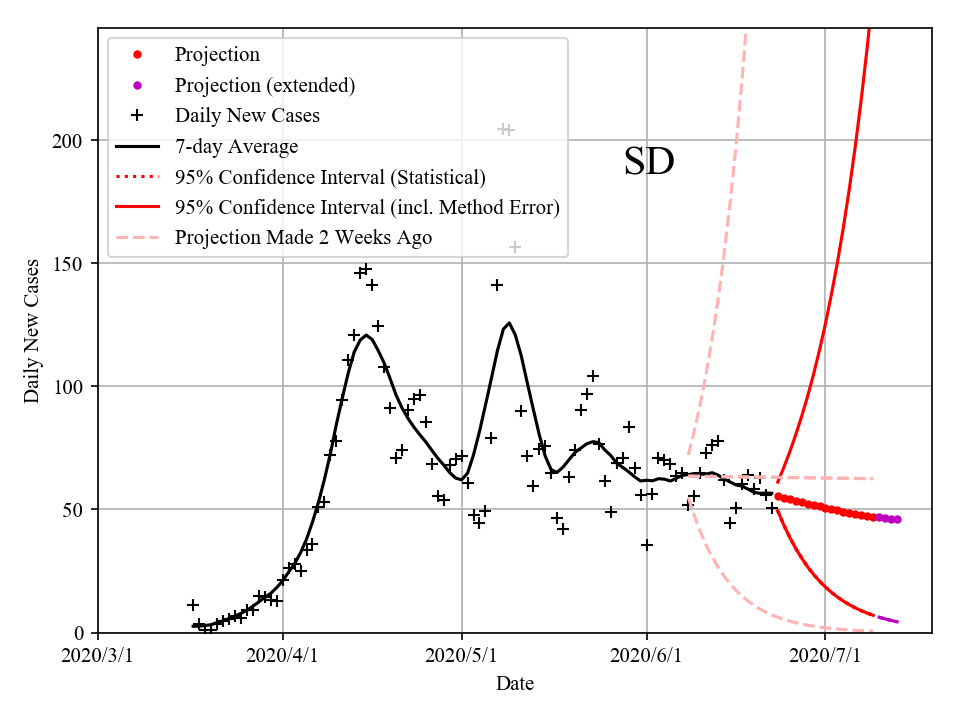 Projection
Projection (extended)
Daily New Cases
7-day Average
95% Confidence Interval (Statistical)
95% Confidence Interval (incl. Method Error)
Projection Made 2 Weeks Ago
SD
200
150
100
50
0
Daily New Cases
2020/3/1 2020/4/1 2020/5/1 2020/6/1 2020/7/1
Date